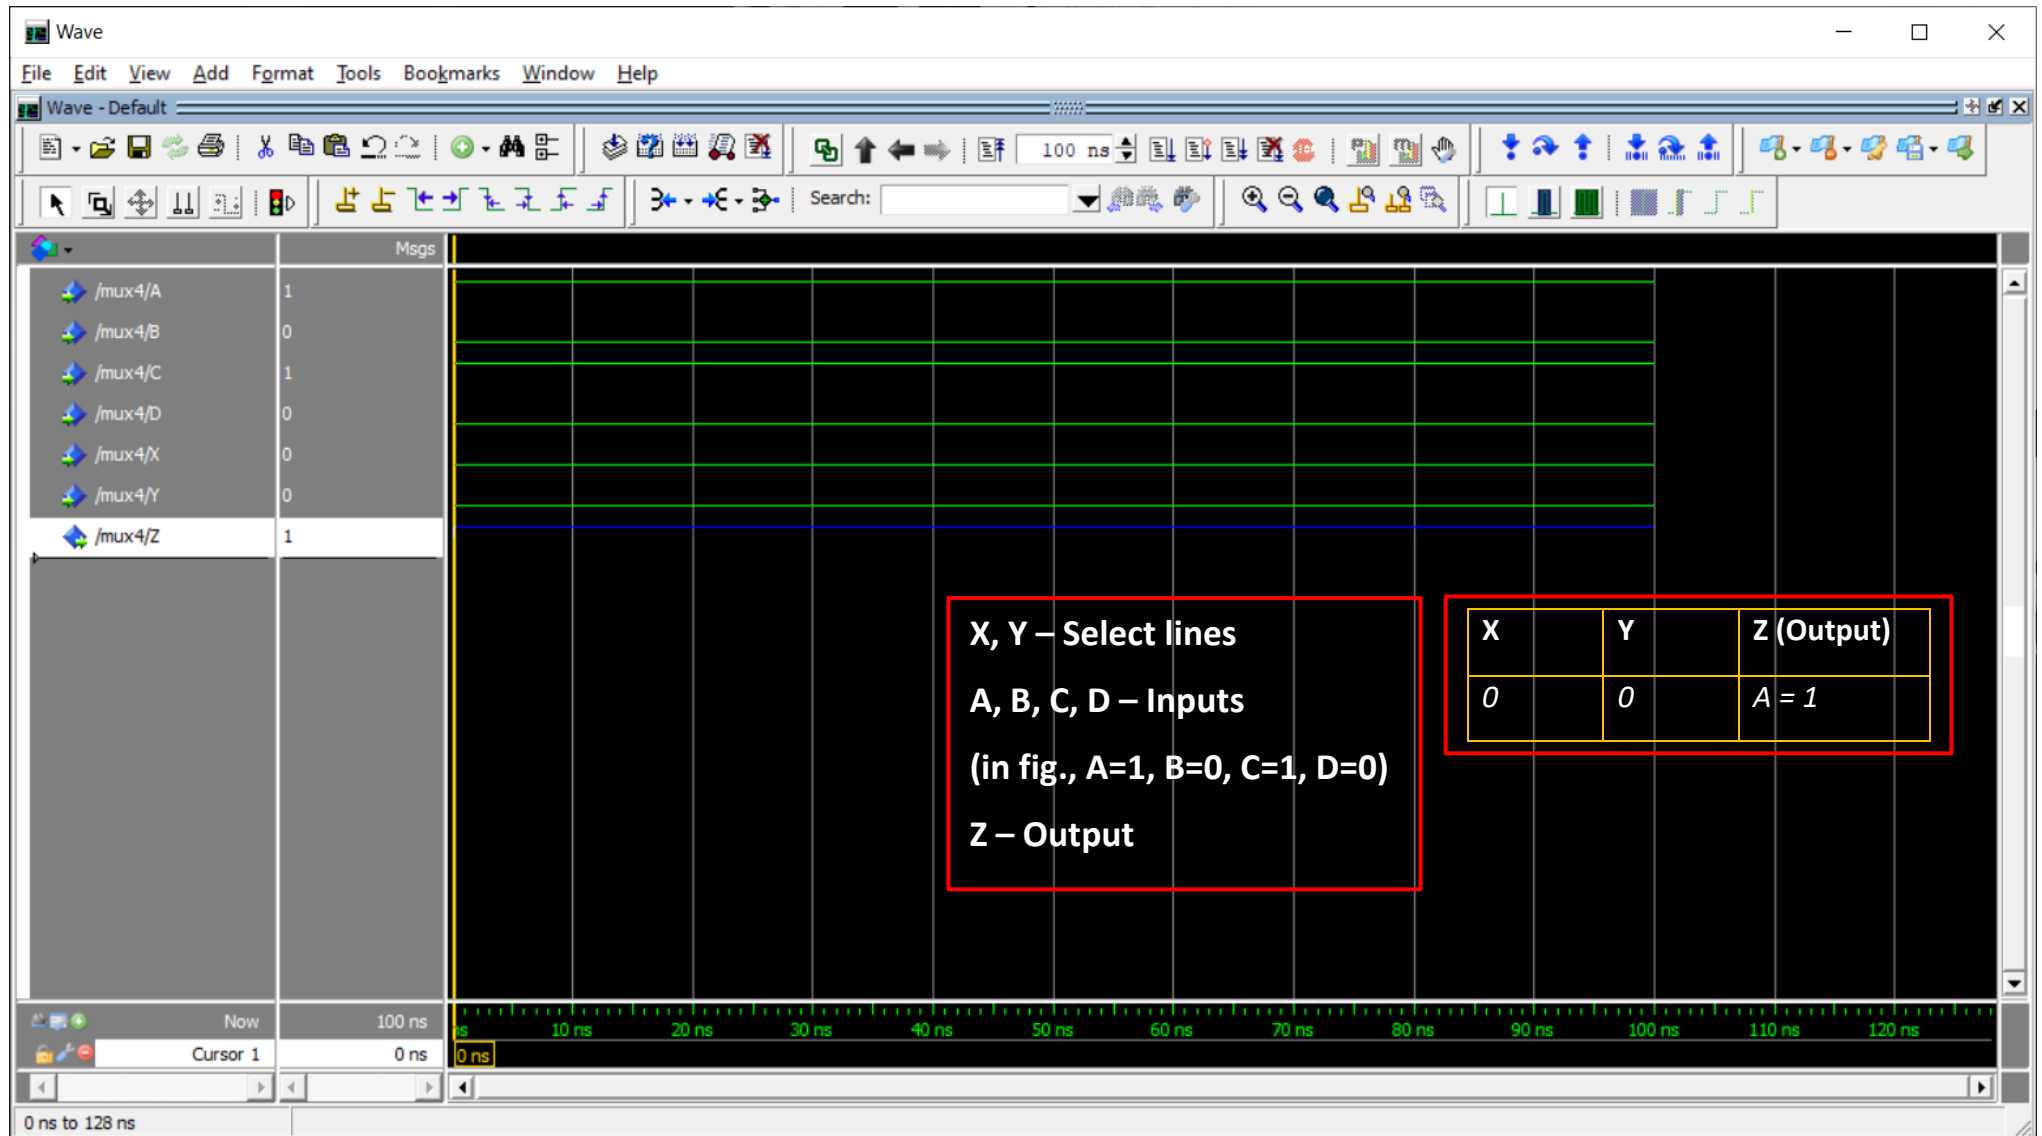 Wave
File Edit View Add Format Tools Bookmarks Window Help
Wave - Default
100 ns
Search:
Msgs
/mux4/A 1
/mux4/B 0
/mux4/C 1
/mux4/D 0
/mux4/X 0
/mux4/Y 0
/mux4/Z 1
X, Y – Select lines
A, B, C, D – Inputs
(in fig., A=1, B=0, C=1, D=0)
Z – Output
X Y Z (Output)
0 0 A = 1
Now 100 ns
ns 10 ns 20 ns 30 ns 40 ns 50 ns 60 ns 70 ns 80 ns 90 ns 100 ns 110 ns 120 ns
Cursor 1 0 ns 0 ns
0 ns to 128 ns